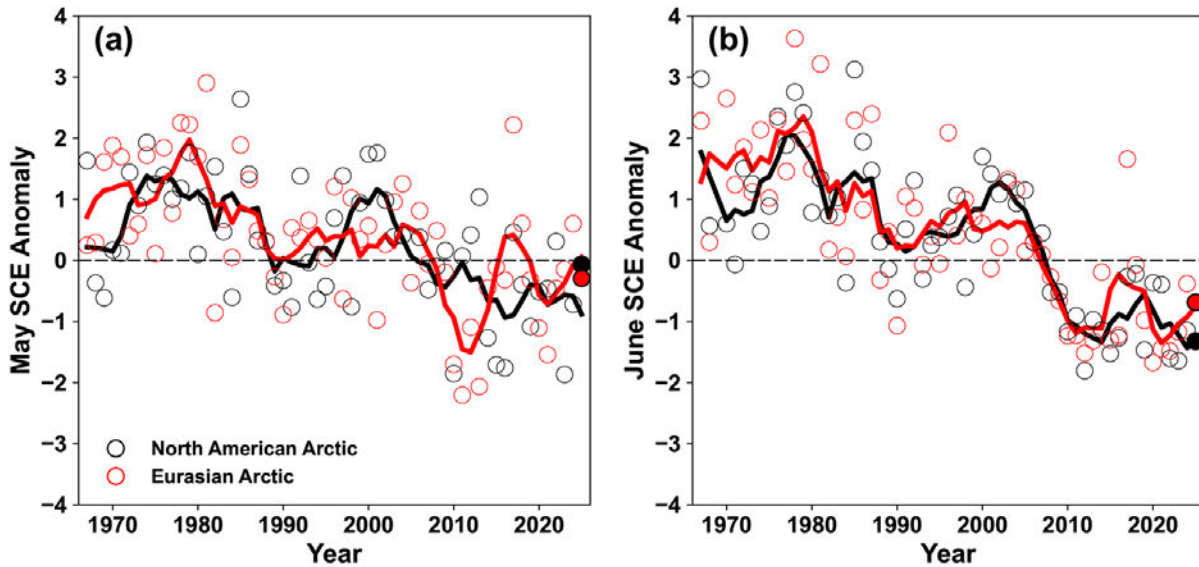 (a)
May SCE Anomaly
4
3
2
1
0
−1
−2
−3
−4
North American Arctic
Eurasian Arctic
1970 1980 1990 2000 2010 2020
Year
(b)
June SCE Anomaly
4
3
2
1
0
−1
−2
−3
−4
1970 1980 1990 2000 2010 2020
Year